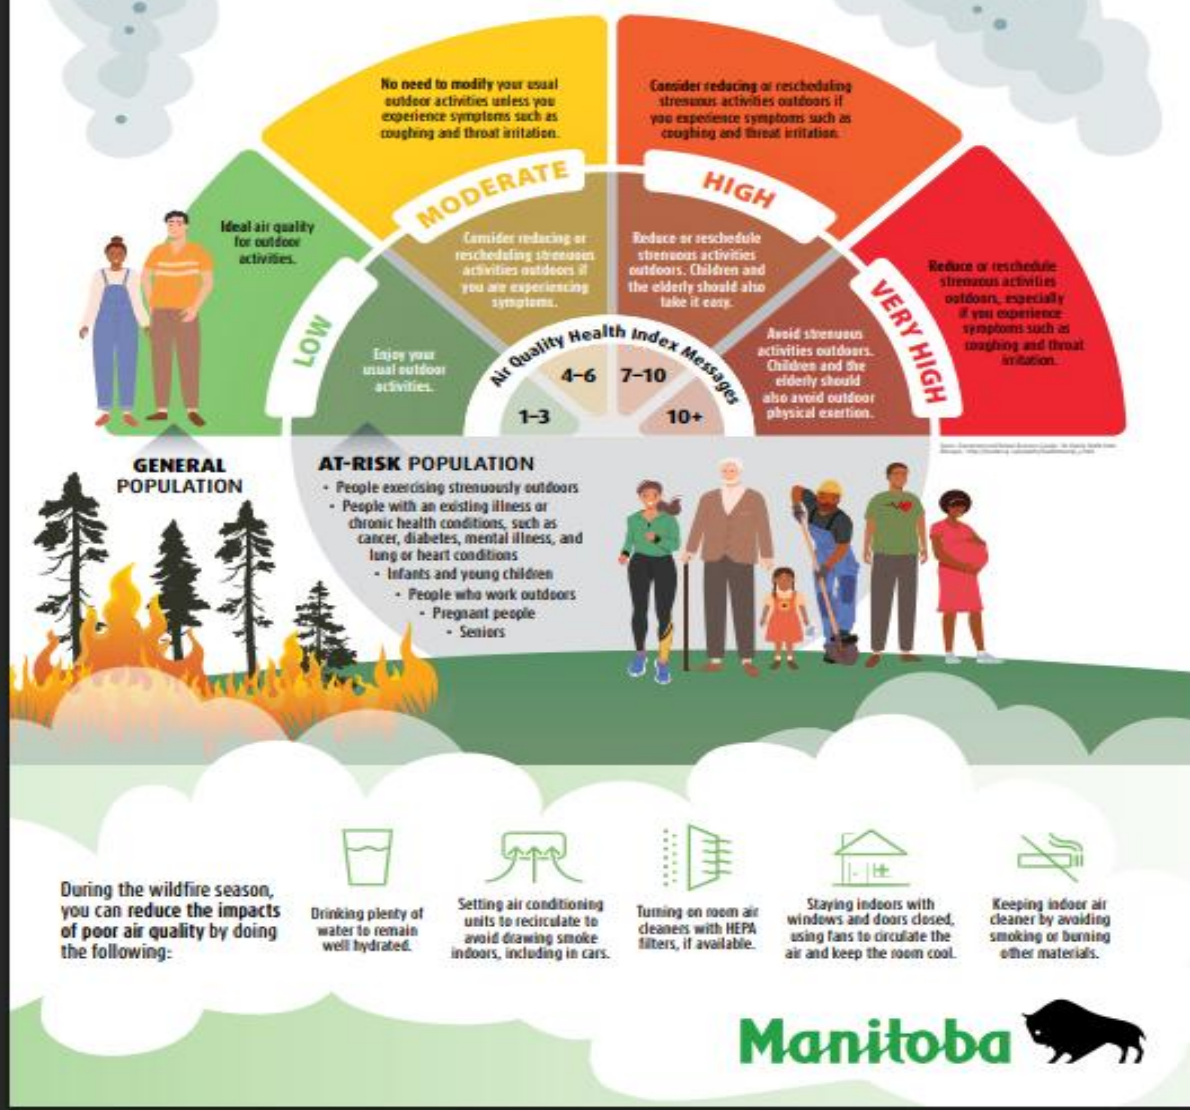 No need to modify your usual
outdoor activities unless you
experience symptoms such as
coughing and throat irritation.
Consider reducing or rescheduling
strenuous activities outdoors if
you experience symptoms such as
coughing and throat irritation.
MODERATE
HIGH
Ideal air quality
for outdoor
activities.
Consider reducing or
rescheduling strenuous
activities outdoors if
you are experiencing
symptoms.
Reduce or reschedule
strenuous activities
outdoors. Children and
the elderly should also
take it easy.
Reduce or reschedule
strenuous activities
outdoors, especially
if you experience
symptoms such as
coughing and throat
irritation.
LOW
VERY HIGH
Enjoy your
usual outdoor
activities.
Avoid strenuous
activities outdoors.
Children and the
elderly should
also avoid outdoor
physical exertion.
Air Quality Health Index Messages
1–3
4–6
7–10
10+
GENERAL
POPULATION
AT-RISK POPULATION
• People exercising strenuously outdoors
• People with an existing illness or
chronic health conditions, such as
cancer, diabetes, mental illness, and
lung or heart conditions
• Infants and young children
• People who work outdoors
• Pregnant people
• Seniors
During the wildfire season,
you can reduce the impacts
of poor air quality by doing
the following:
Drinking plenty of
water to remain
well hydrated.
Setting air conditioning
units to recirculate to
avoid drawing smoke
indoors, including in cars.
Turning on room air
cleaners with HEPA
filters, if available.
Staying indoors with
windows and doors closed,
using fans to circulate the
air and keep the room cool.
Keeping indoor air
cleaner by avoiding
smoking or burning
other materials.
Manitoba